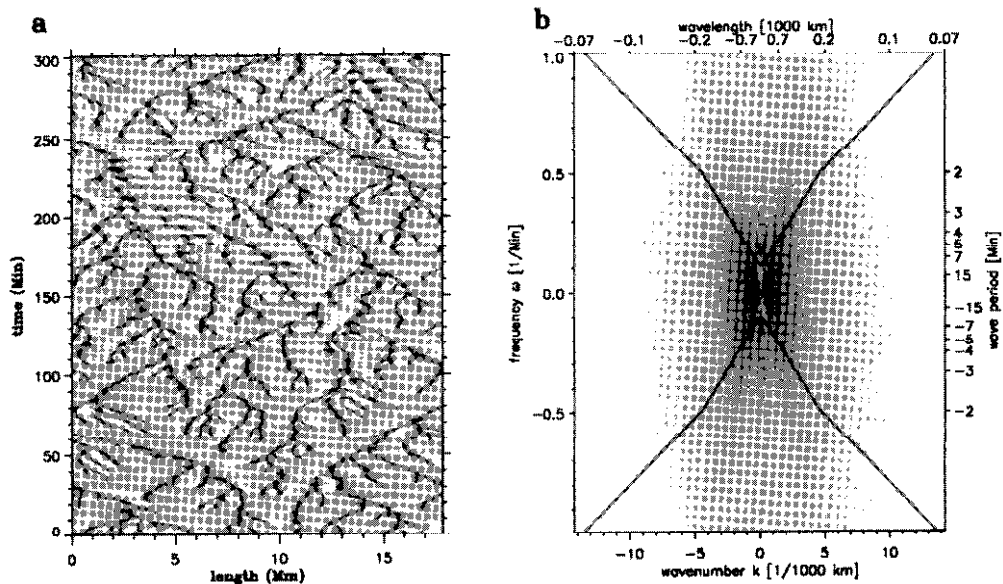 a
300
250
200
150
100
50
0
time (Min)
0 5 10 15
length (Mm)
b
wavelength [1000 km]
-0.07 -0.1 -0.2 -0.7 0.7 0.2 0.1 0.07
1.0
0.5
0.0
-0.5
frequency ω [1/Min]
2
3
4
5
7
15
-15
-7
-5
-4
-3
-2
wave period [Min]
-10 -5 0 5 10
wavenumber k [1/1000 km]